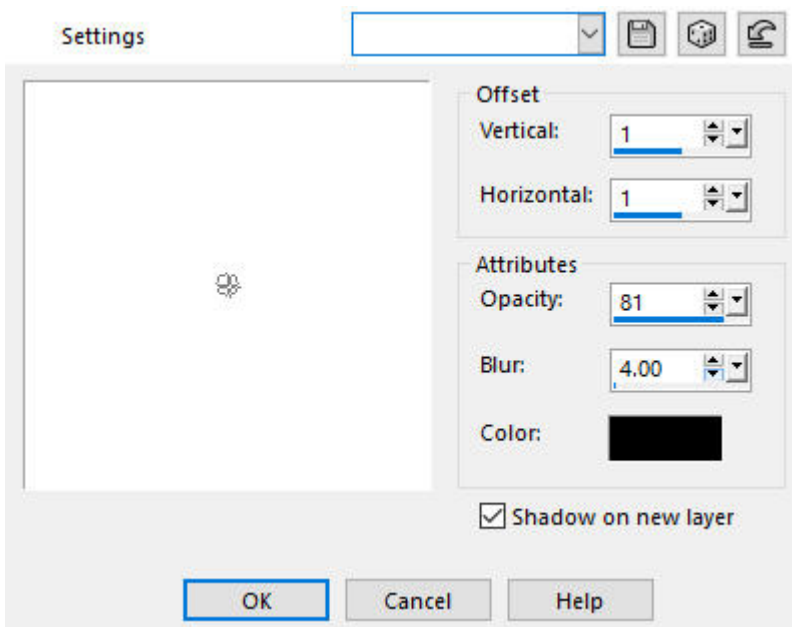 Settings
Offset
Vertical: 1
Horizontal: 1
Attributes
Opacity: 81
Blur: 4.00
Color:
Shadow on new layer
OK Cancel Help